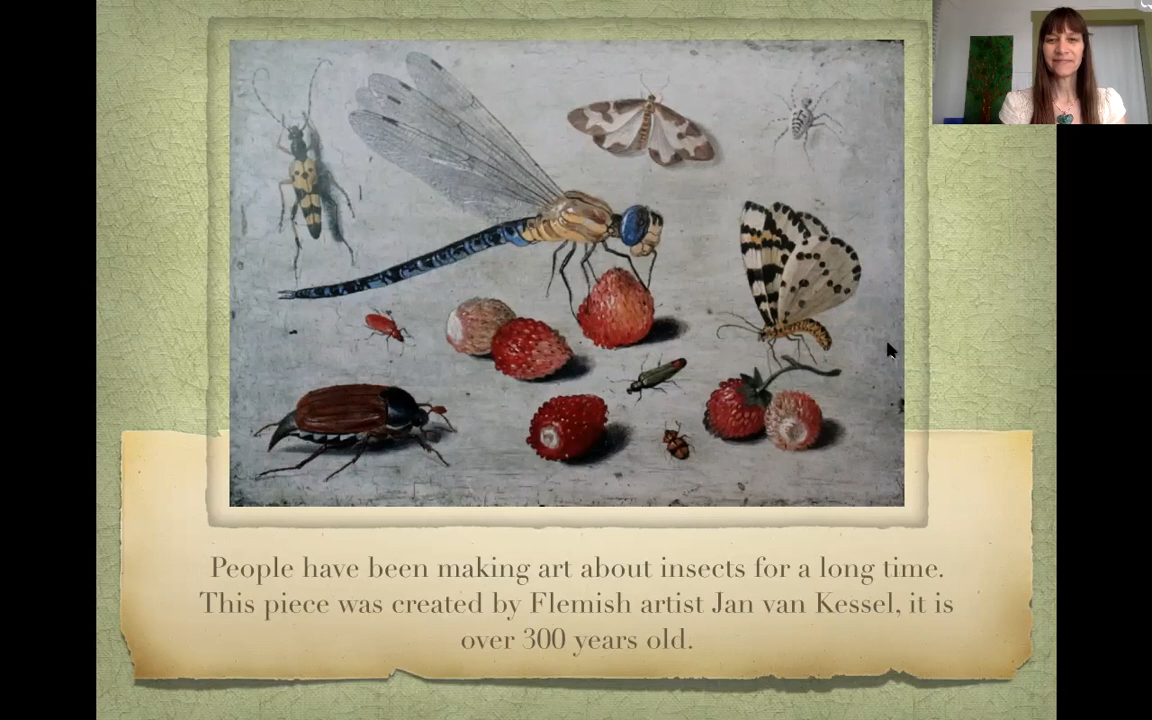 People have been making art about insects for a long time.
This piece was created by Flemish artist Jan van Kessel, it is
over 300 years old.